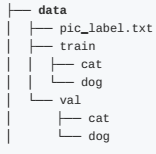 ├── data
│ ├── pic_label.txt
│ ├── train
│ │ ├── cat
│ │ └── dog
│ └── val
│ ├── cat
│ └── dog